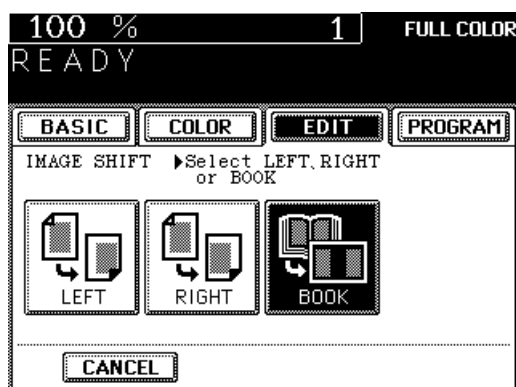 100 % 1 FULL COLOR
READY
BASIC COLOR EDIT PROGRAM
IMAGE SHIFT ▶Select LEFT, RIGHT
or BOOK
LEFT RIGHT BOOK
CANCEL